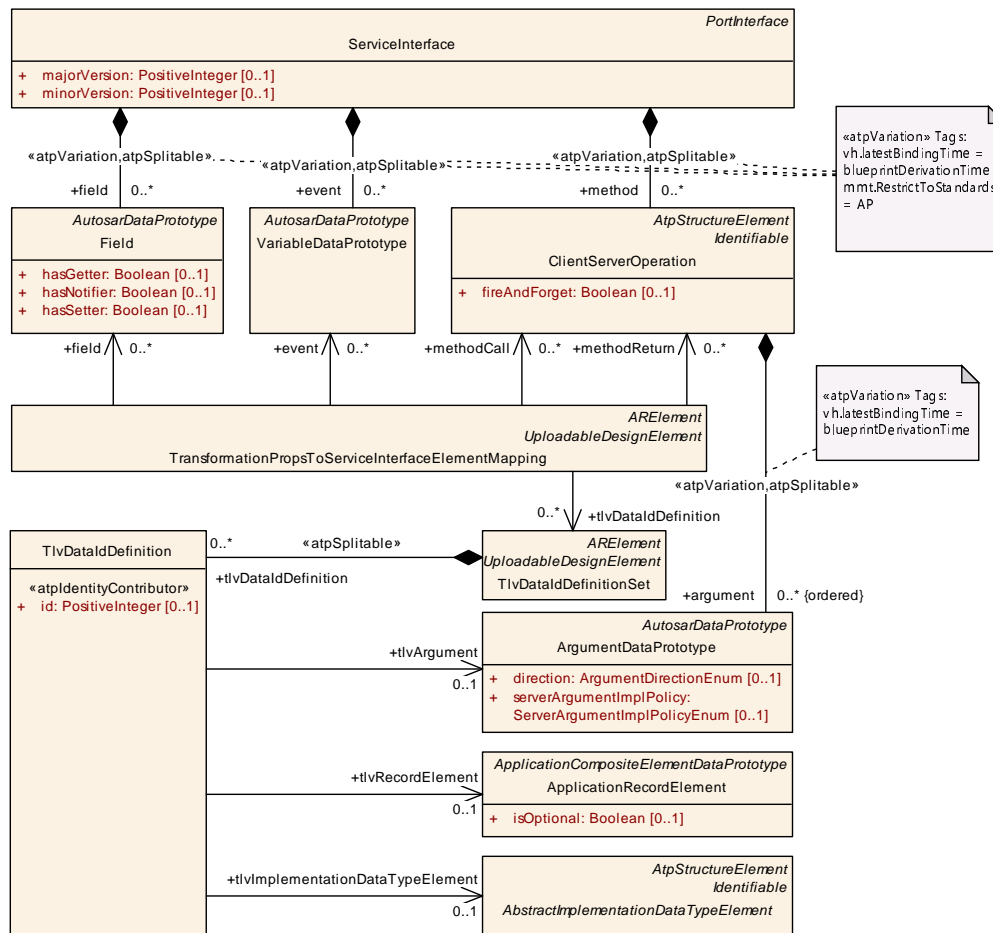 PortInterface
ServiceInterface
+ majorVersion: PositiveInteger [0..1]
+ minorVersion: PositiveInteger [0..1]
«atpVariation,atpSplitable»
«atpVariation,atpSplitable»
«atpVariation,atpSplitable»
«atpVariation» Tags:
vh.latestBindingTime =
blueprintDerivationTime
mmt.RestrictToStandards
= AP
+field 0..*
+event 0..*
+method 0..*
AutosarDataPrototype
Field
+ hasGetter: Boolean [0..1]
+ hasNotifier: Boolean [0..1]
+ hasSetter: Boolean [0..1]
AutosarDataPrototype
VariableDataPrototype
AtpStructureElement
Identifiable
ClientServerOperation
+ fireAndForget: Boolean [0..1]
+field 0..*
+event 0..*
+methodCall 0..*
+methodReturn 0..*
«atpVariation» Tags:
vh.latestBindingTime =
blueprintDerivationTime
ARElement
UploadableDesignElement
TransformationPropsToServiceInterfaceElementMapping
«atpVariation,atpSplitable»
0..* +tlvDataIdDefinition
TlvDataIdDefinition
«atpIdentityContributor»
+ id: PositiveInteger [0..1]
0..* «atpSplitable»
+tlvDataIdDefinition
ARElement
UploadableDesignElement
TlvDataIdDefinitionSet
+argument 0..* {ordered}
AutosarDataPrototype
ArgumentDataPrototype
+ direction: ArgumentDirectionEnum [0..1]
+ serverArgumentImplPolicy:
ServerArgumentImplPolicyEnum [0..1]
+tlvArgument
0..1
ApplicationCompositeElementDataPrototype
ApplicationRecordElement
+ isOptional: Boolean [0..1]
+tlvRecordElement
0..1
AtpStructureElement
Identifiable
AbstractImplementationDataTypeElement
+tlvImplementationDataTypeElement
0..1